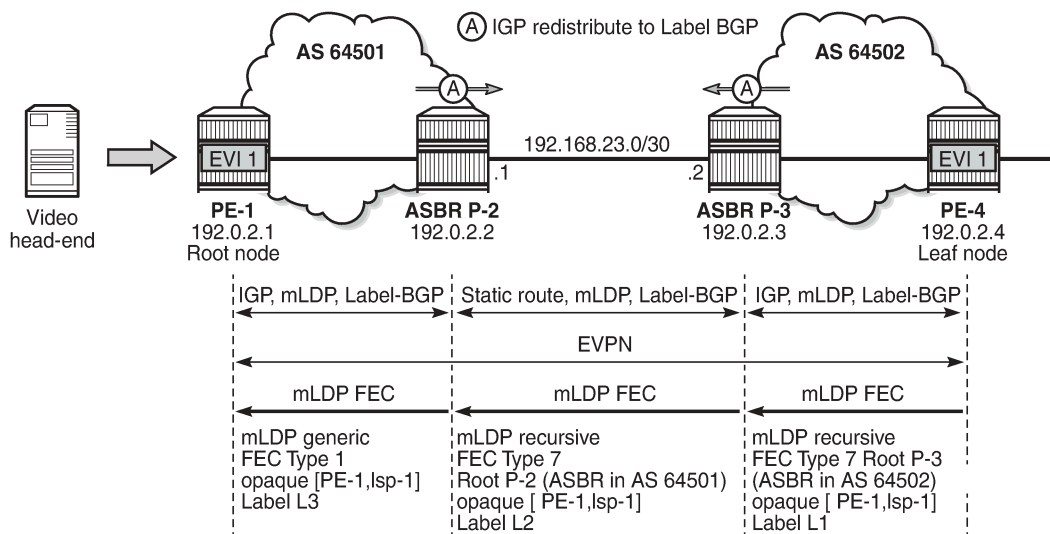 A IGP redistribute to Label BGP
AS 64501
AS 64502
A
A
192.168.23.0/30
EVI 1
EVI 1
.1
.2
Video
head-end
PE-1
192.0.2.1
Root node
ASBR P-2
192.0.2.2
ASBR P-3
192.0.2.3
PE-4
192.0.2.4
Leaf node
IGP, mLDP, Label-BGP
Static route, mLDP, Label-BGP
IGP, mLDP, Label-BGP
EVPN
mLDP FEC
mLDP FEC
mLDP FEC
mLDP generic
FEC Type 1
opaque [PE-1,lsp-1]
Label L3
mLDP recursive
FEC Type 7
Root P-2 (ASBR in AS 64501)
opaque [ PE-1,lsp-1]
Label L2
mLDP recursive
FEC Type 7 Root P-3
(ASBR in AS 64502)
opaque [ PE-1,lsp-1]
Label L1